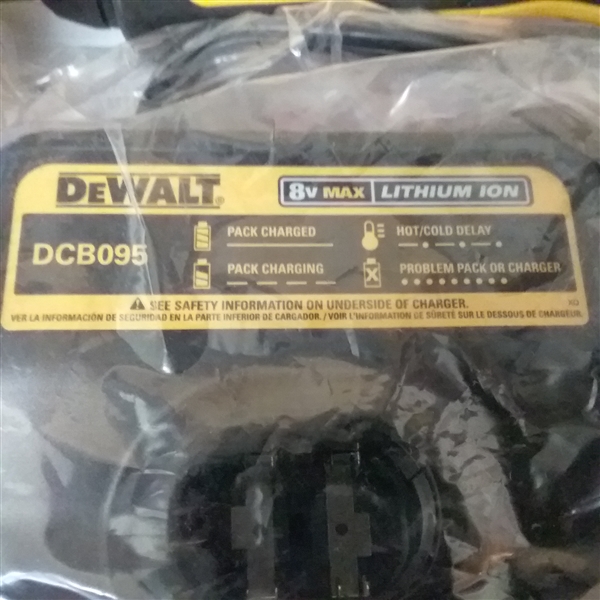 DEWALT®
8V MAX LITHIUM ION
DCB095
PACK CHARGED
HOT/COLD DELAY
PACK CHARGING
PROBLEM PACK OR CHARGER
SEE SAFETY INFORMATION ON UNDERSIDE OF CHARGER.
VER LA INFORMACIÓN DE SEGURIDAD EN LA PARTE INFERIOR DE CARGADOR. / VOIR L'INFORMATION DE SÛRETÉ SUR LE DESSOUS DE CHARGEUR.